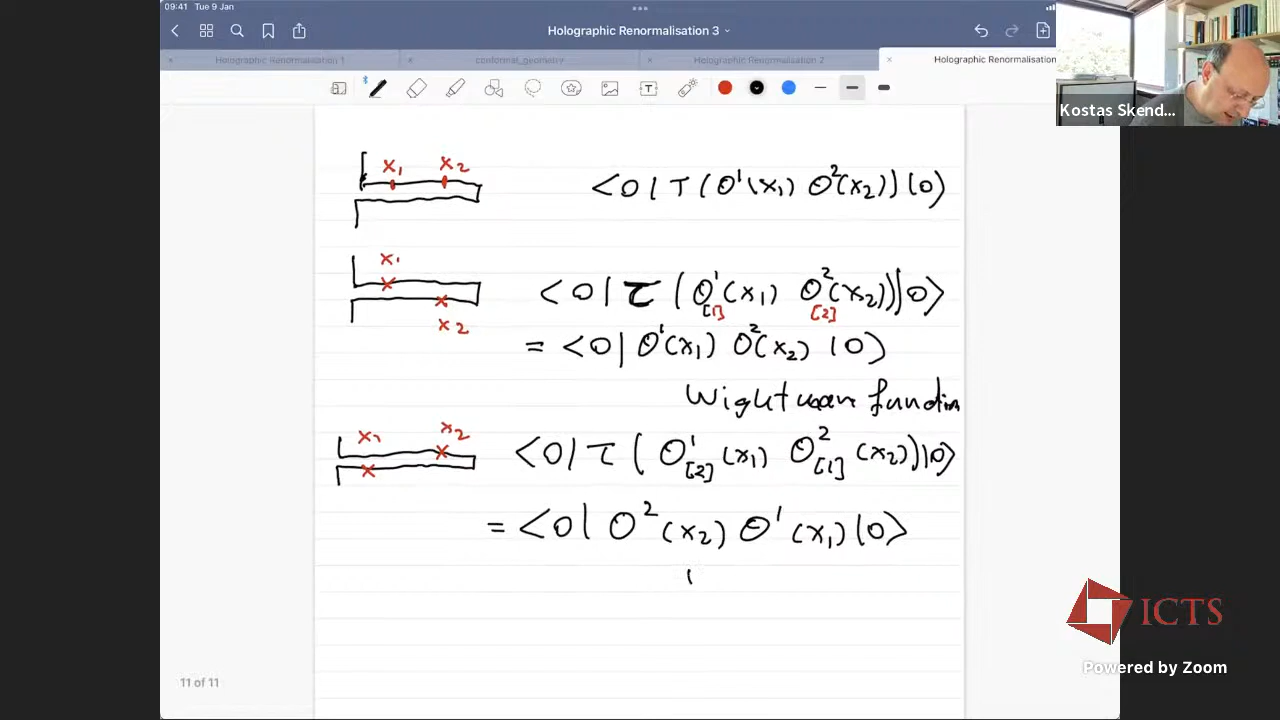 09:41 Tue 9 Jan
Holographic Renormalisation 3
Holographic Renormalisation 1
conformal_geometry
Holographic Renormalisation 2
Holographic Renormalisation
Kostas Skend...
x₁ x₂ <0|T(O¹(x₁) O²(x₂))|0>
x₁
<0|τ(O¹[1](x₁) O²[2](x₂))|0>
x₂
= <0|O¹(x₁) O²(x₂)|0>
Wightman function
x₁ x₂ <0|τ(O¹[2](x₁) O²[1](x₂))|0>
= <0|O²(x₂) O¹(x₁)|0>
11 of 11
ICTS
Powered by Zoom